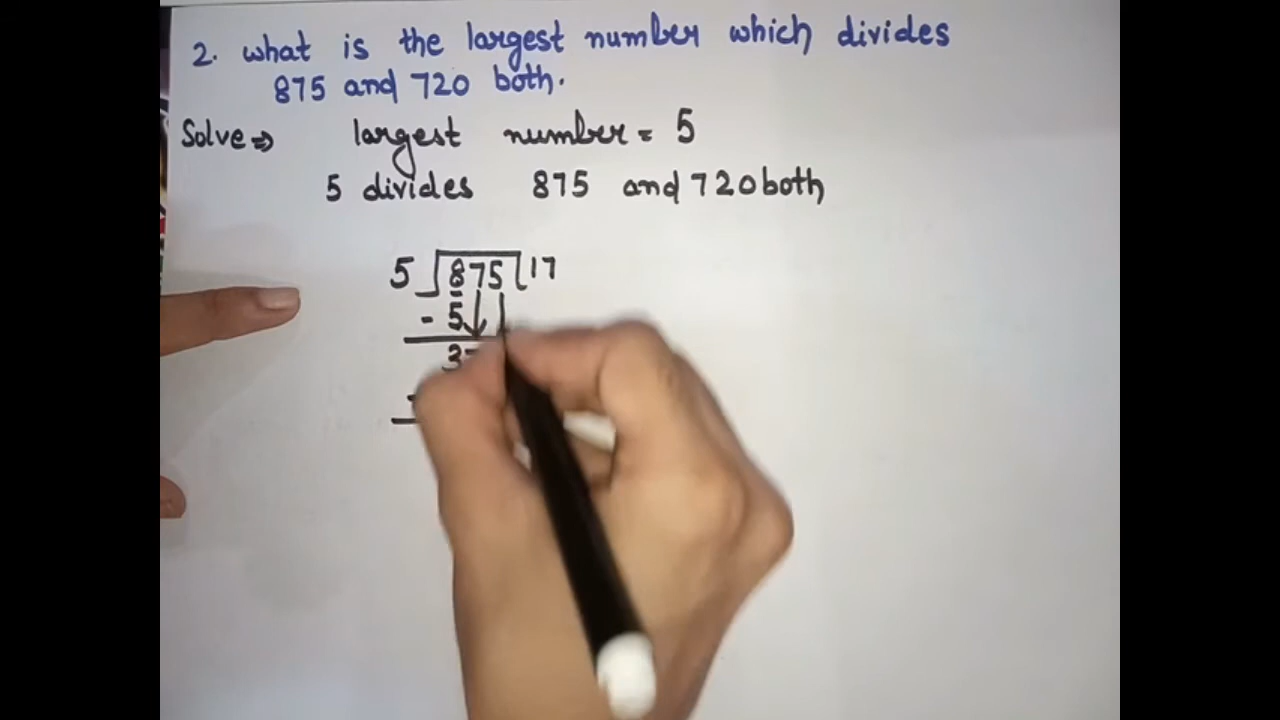 2. what is the largest number which divides
875 and 720 both.
Solve ⇒ largest number = 5
5 divides 875 and 720 both
5 875 17
- 5
3